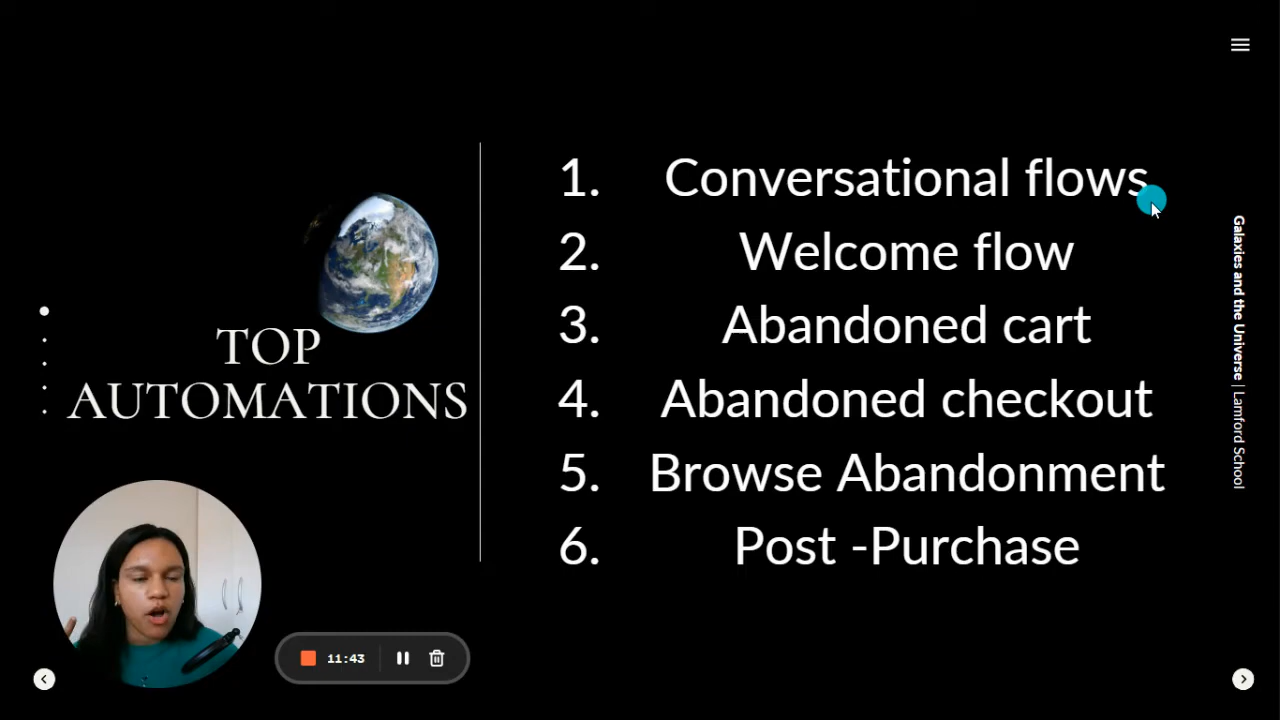 TOP
AUTOMATIONS
1. Conversational flows
2. Welcome flow
3. Abandoned cart
4. Abandoned checkout
5. Browse Abandonment
6. Post -Purchase
Galaxies and the Universe | Lamford School
11:43